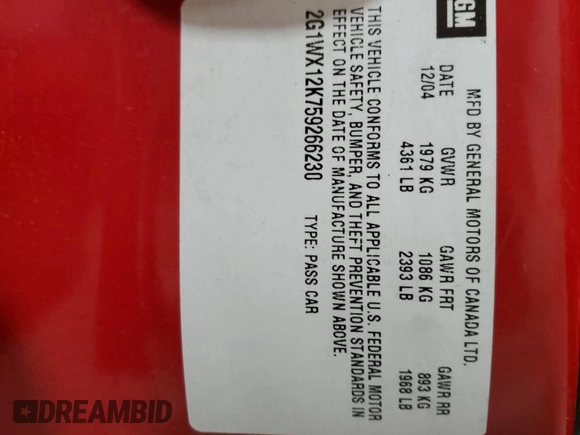 GM
MFD BY GENERAL MOTORS OF CANADA LTD.
DATE GVWR GAWR FRT GAWR RR
12/04 1979 KG 1086 KG 893 KG
4361 LB 2393 LB 1968 LB
THIS VEHICLE CONFORMS TO ALL APPLICABLE U.S. FEDERAL MOTOR
VEHICLE SAFETY, BUMPER, AND THEFT PREVENTION STANDARDS IN
EFFECT ON THE DATE OF MANUFACTURE SHOWN ABOVE.
2G1WX12K759266230 TYPE: PASS CAR
DREAMBID